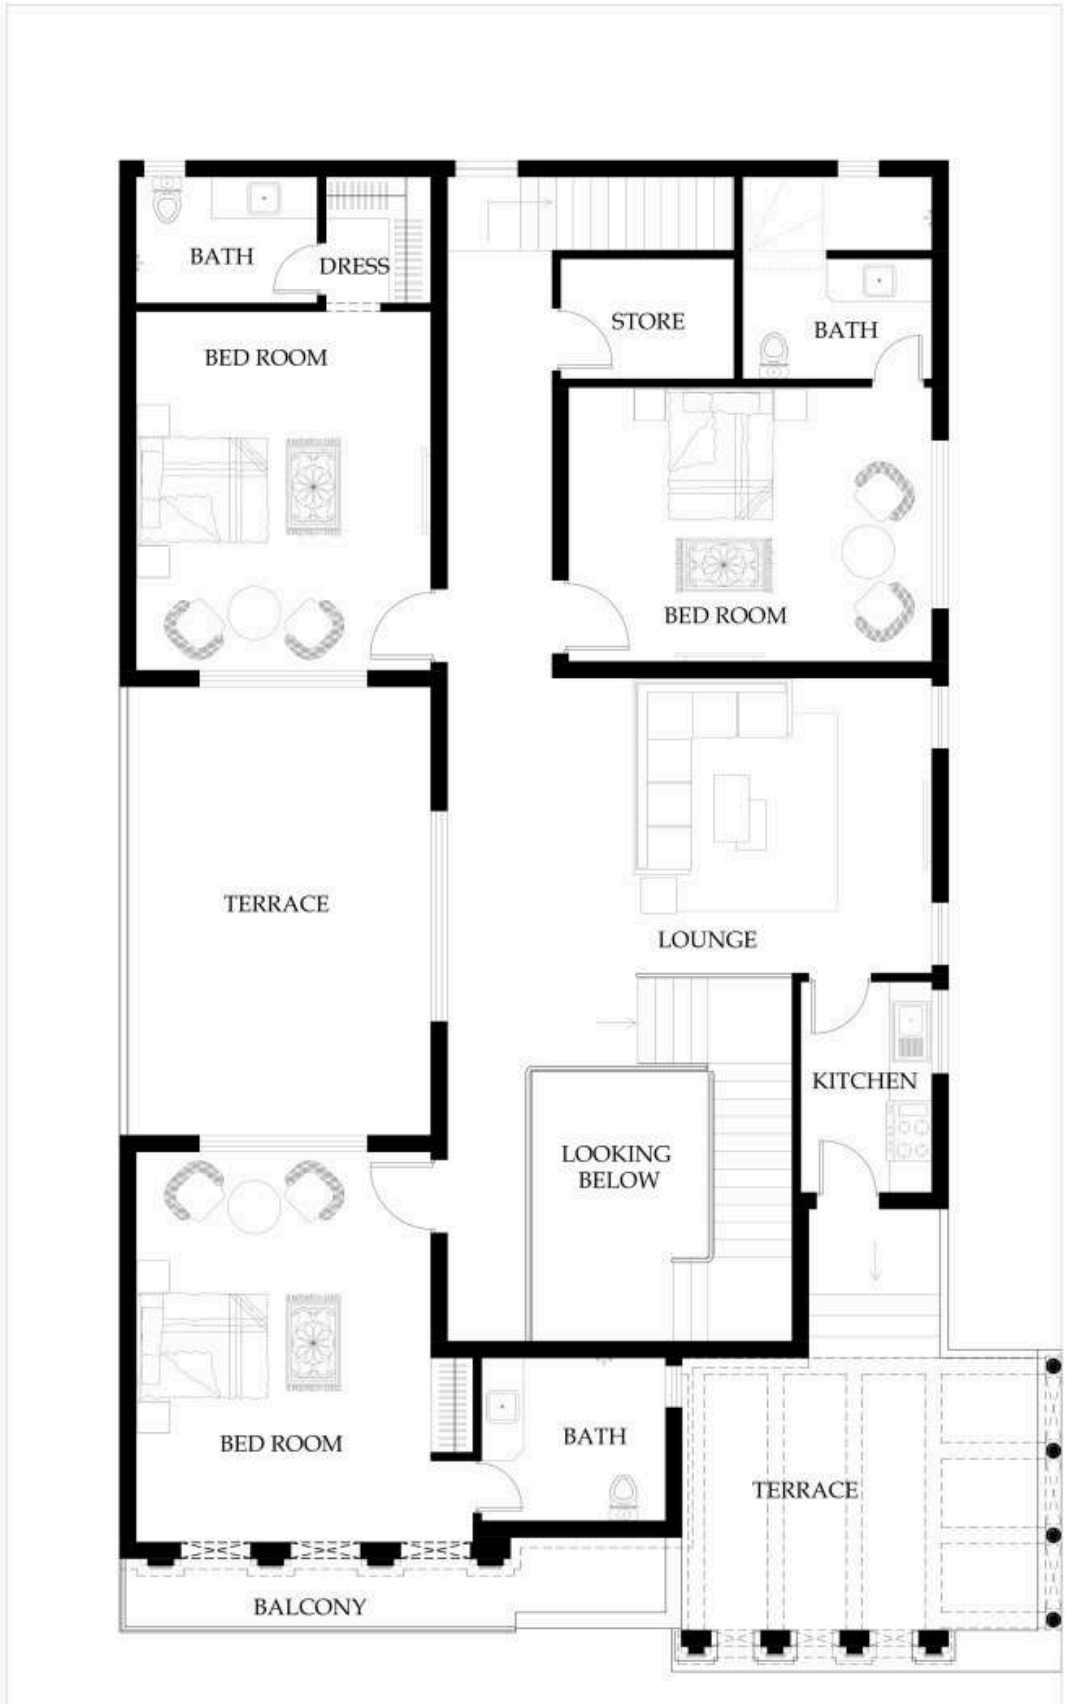 BATH
DRESS
STORE
BATH
BED ROOM
BED ROOM
TERRACE
LOUNGE
KITCHEN
LOOKING
BELOW
BED ROOM
BATH
TERRACE
BALCONY